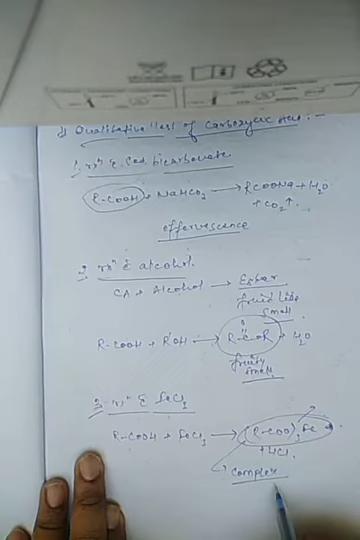 Qualitative test of Carboxylic Acid :-
1. rxⁿ c̄ Sod. bicarbonate
R-COOH + NaHCO₃ → RCOONa + H₂O
+ CO₂↑.
effervescence
2. rxⁿ c̄ alcohol.
CA + Alcohol → Ester
fruit like
smell
R-COOH + R'OH → R-C-OR + H₂O
O
fruity
smell
3. rxⁿ c̄ FeCl₃
R-COOH + FeCl₃ → (R-COO)₃Fe
+ HCl.
Complex